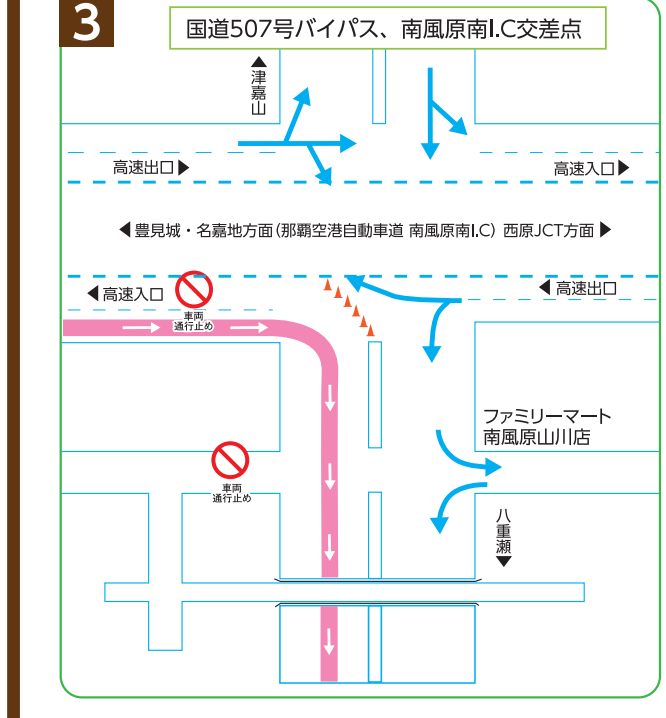 3
国道507号バイパス、南風原南I.C交差点
▲津嘉山
高速出口▶
高速入口▶
◀豊見城・名嘉地方面(那覇空港自動車道 南風原南I.C) 西原JCT方面▶
◀高速入口
◀高速出口
車両
通行止め
ファミリーマート
南風原山川店
車両
通行止め
八重瀬▼